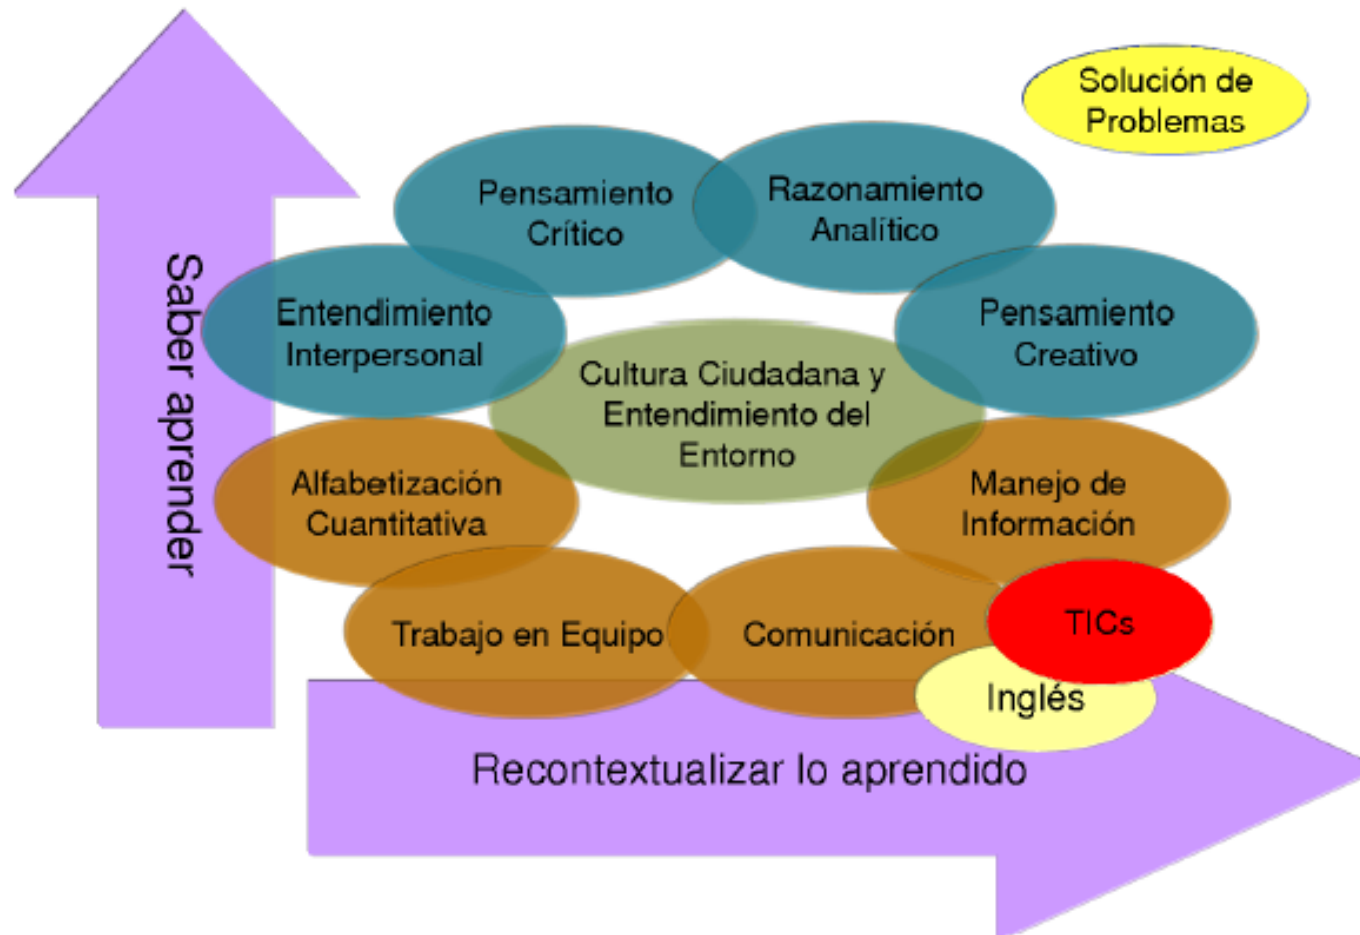 Solución de
Problemas
Pensamiento
Crítico
Razonamiento
Analítico
Entendimiento
Interpersonal
Pensamiento
Creativo
Cultura Ciudadana y
Entendimiento del
Entorno
Saber aprender
Alfabetización
Cuantitativa
Manejo de
Información
Trabajo en Equipo
Comunicación
TICs
Inglés
Recontextualizar lo aprendido